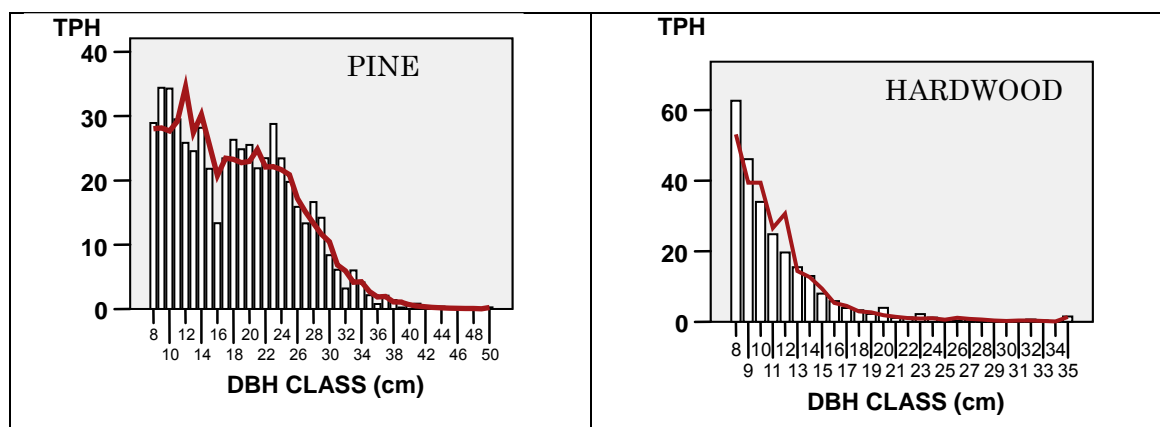 TPH
PINE
40
30
20
10
0
8 12 16 20 24 28 32 36 40 44 48
10 14 18 22 26 30 34 38 42 46 50
DBH CLASS (cm)
TPH
HARDWOOD
60
40
20
0
8 10 12 14 16 18 20 22 24 26 28 30 32 34
9 11 13 15 17 19 21 23 25 27 29 31 33 35
DBH CLASS (cm)